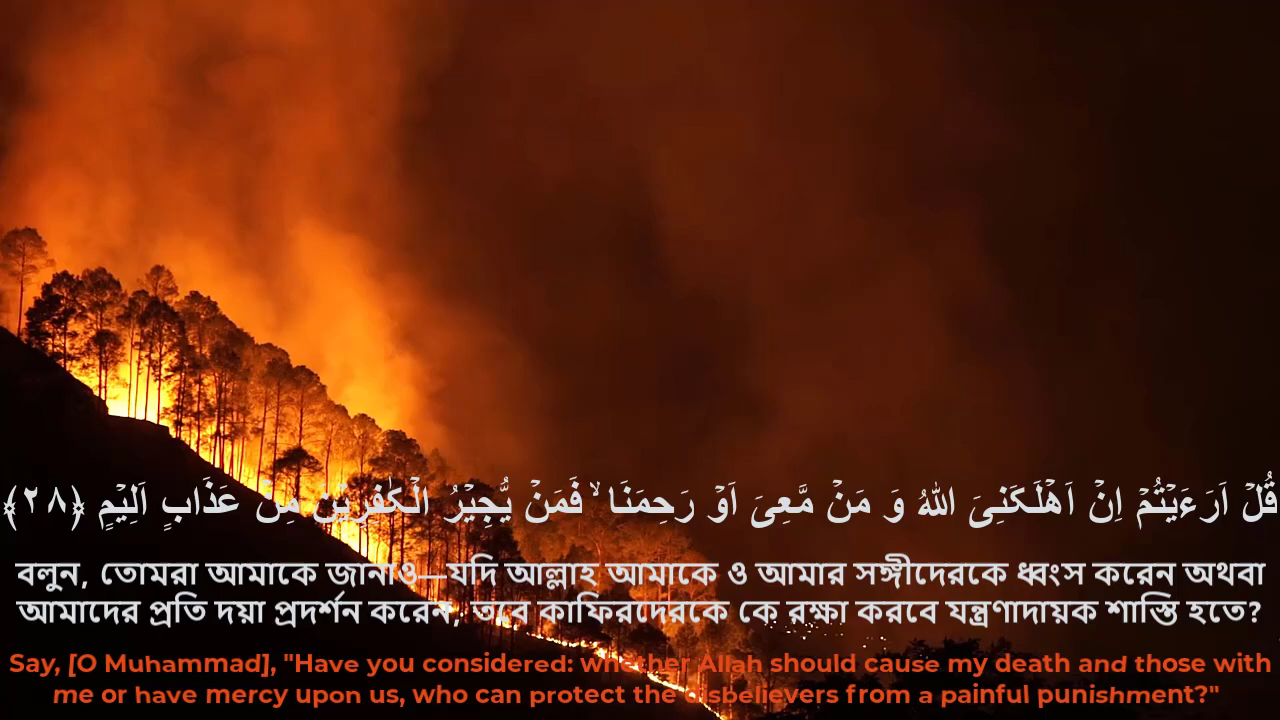 قُلۡ اَرَءَیۡتُمۡ اِنۡ اَهۡلَكَنِیَ اللّٰهُ وَ مَنۡ مَّعِیَ اَوۡ رَحِمَنَا ۙ فَمَنۡ یُّجِیۡرُ الۡكٰفِرِیۡنَ مِنۡ عَذَابٍ اَلِیۡمٍ ﴿۲۸﴾
বলুন, তোমরা আমাকে জানাও—যদি আল্লাহ আমাকে ও আমার সঙ্গীদেরকে ধ্বংস করেন অথবা
আমাদের প্রতি দয়া প্রদর্শন করেন, তবে কাফিরদেরকে কে রক্ষা করবে যন্ত্রণাদায়ক শাস্তি হতে?
Say, [O Muhammad], "Have you considered: whether Allah should cause my death and those with
me or have mercy upon us, who can protect the disbelievers from a painful punishment?"